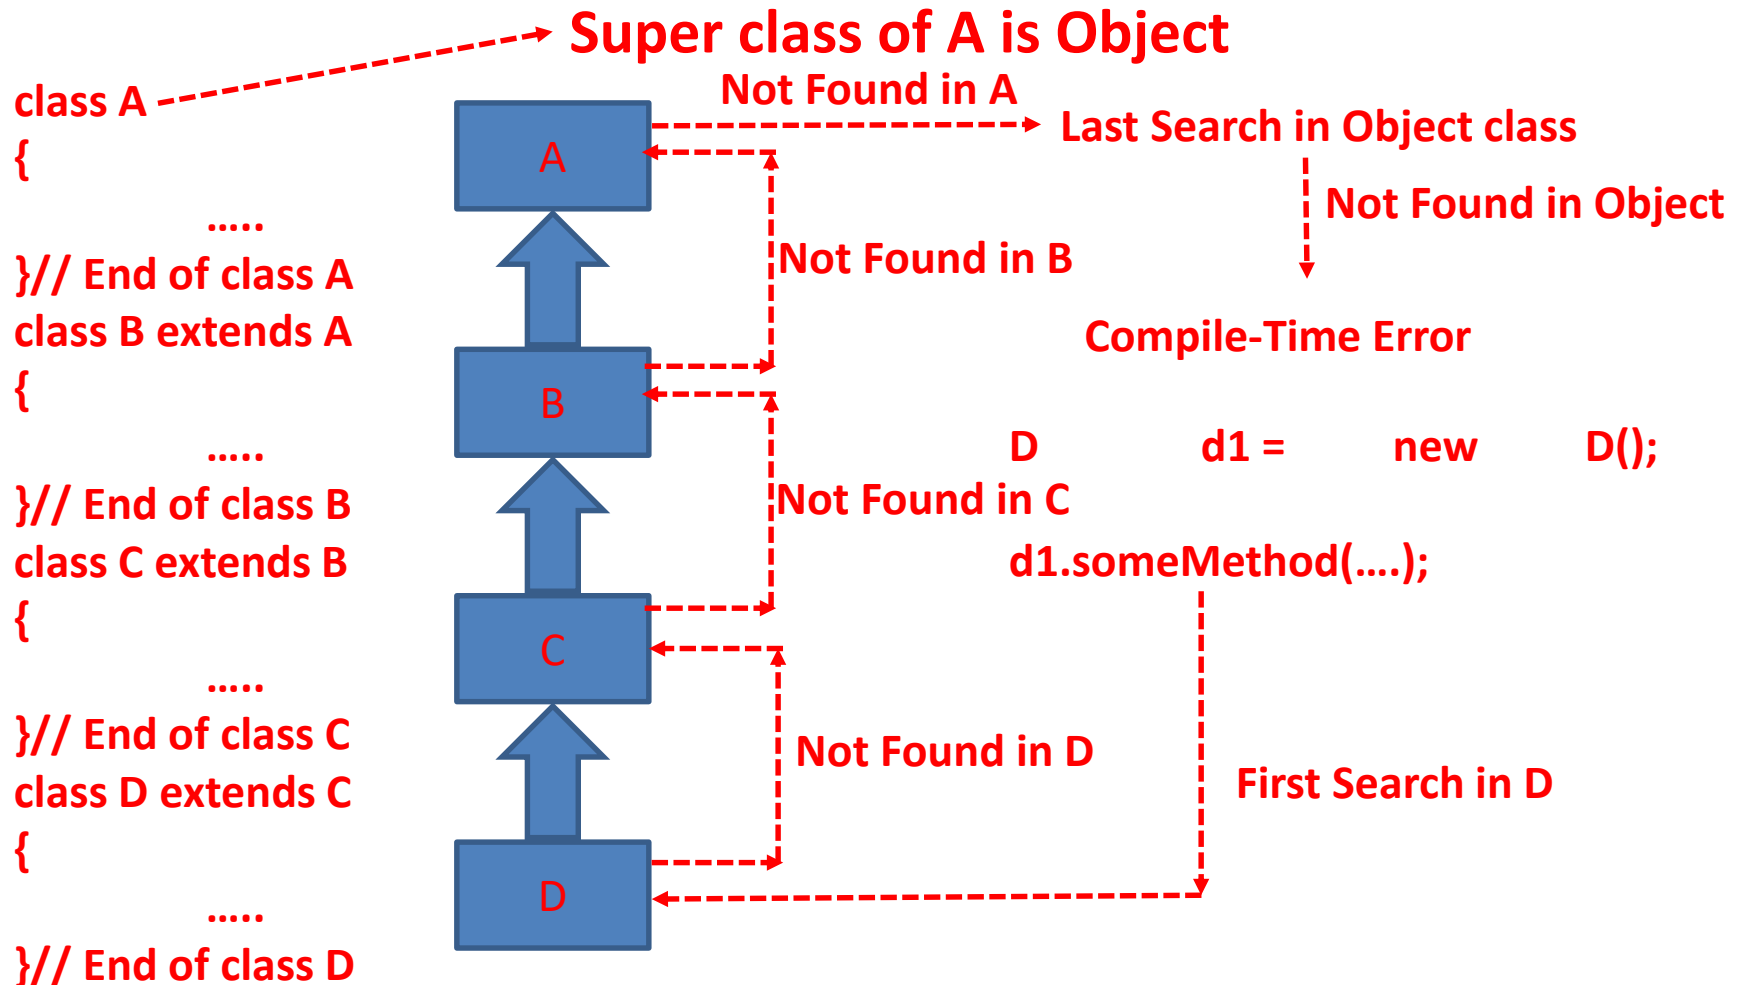 Super class of A is Object
class A
{
.....
}// End of class A
class B extends A
{
.....
}// End of class B
class C extends B
{
.....
}// End of class C
class D extends C
{
.....
}// End of class D
A
B
C
D
Not Found in A
Last Search in Object class
Not Found in Object
Not Found in B
Compile-Time Error
D d1 = new D();
Not Found in C
d1.someMethod(....);
Not Found in D
First Search in D